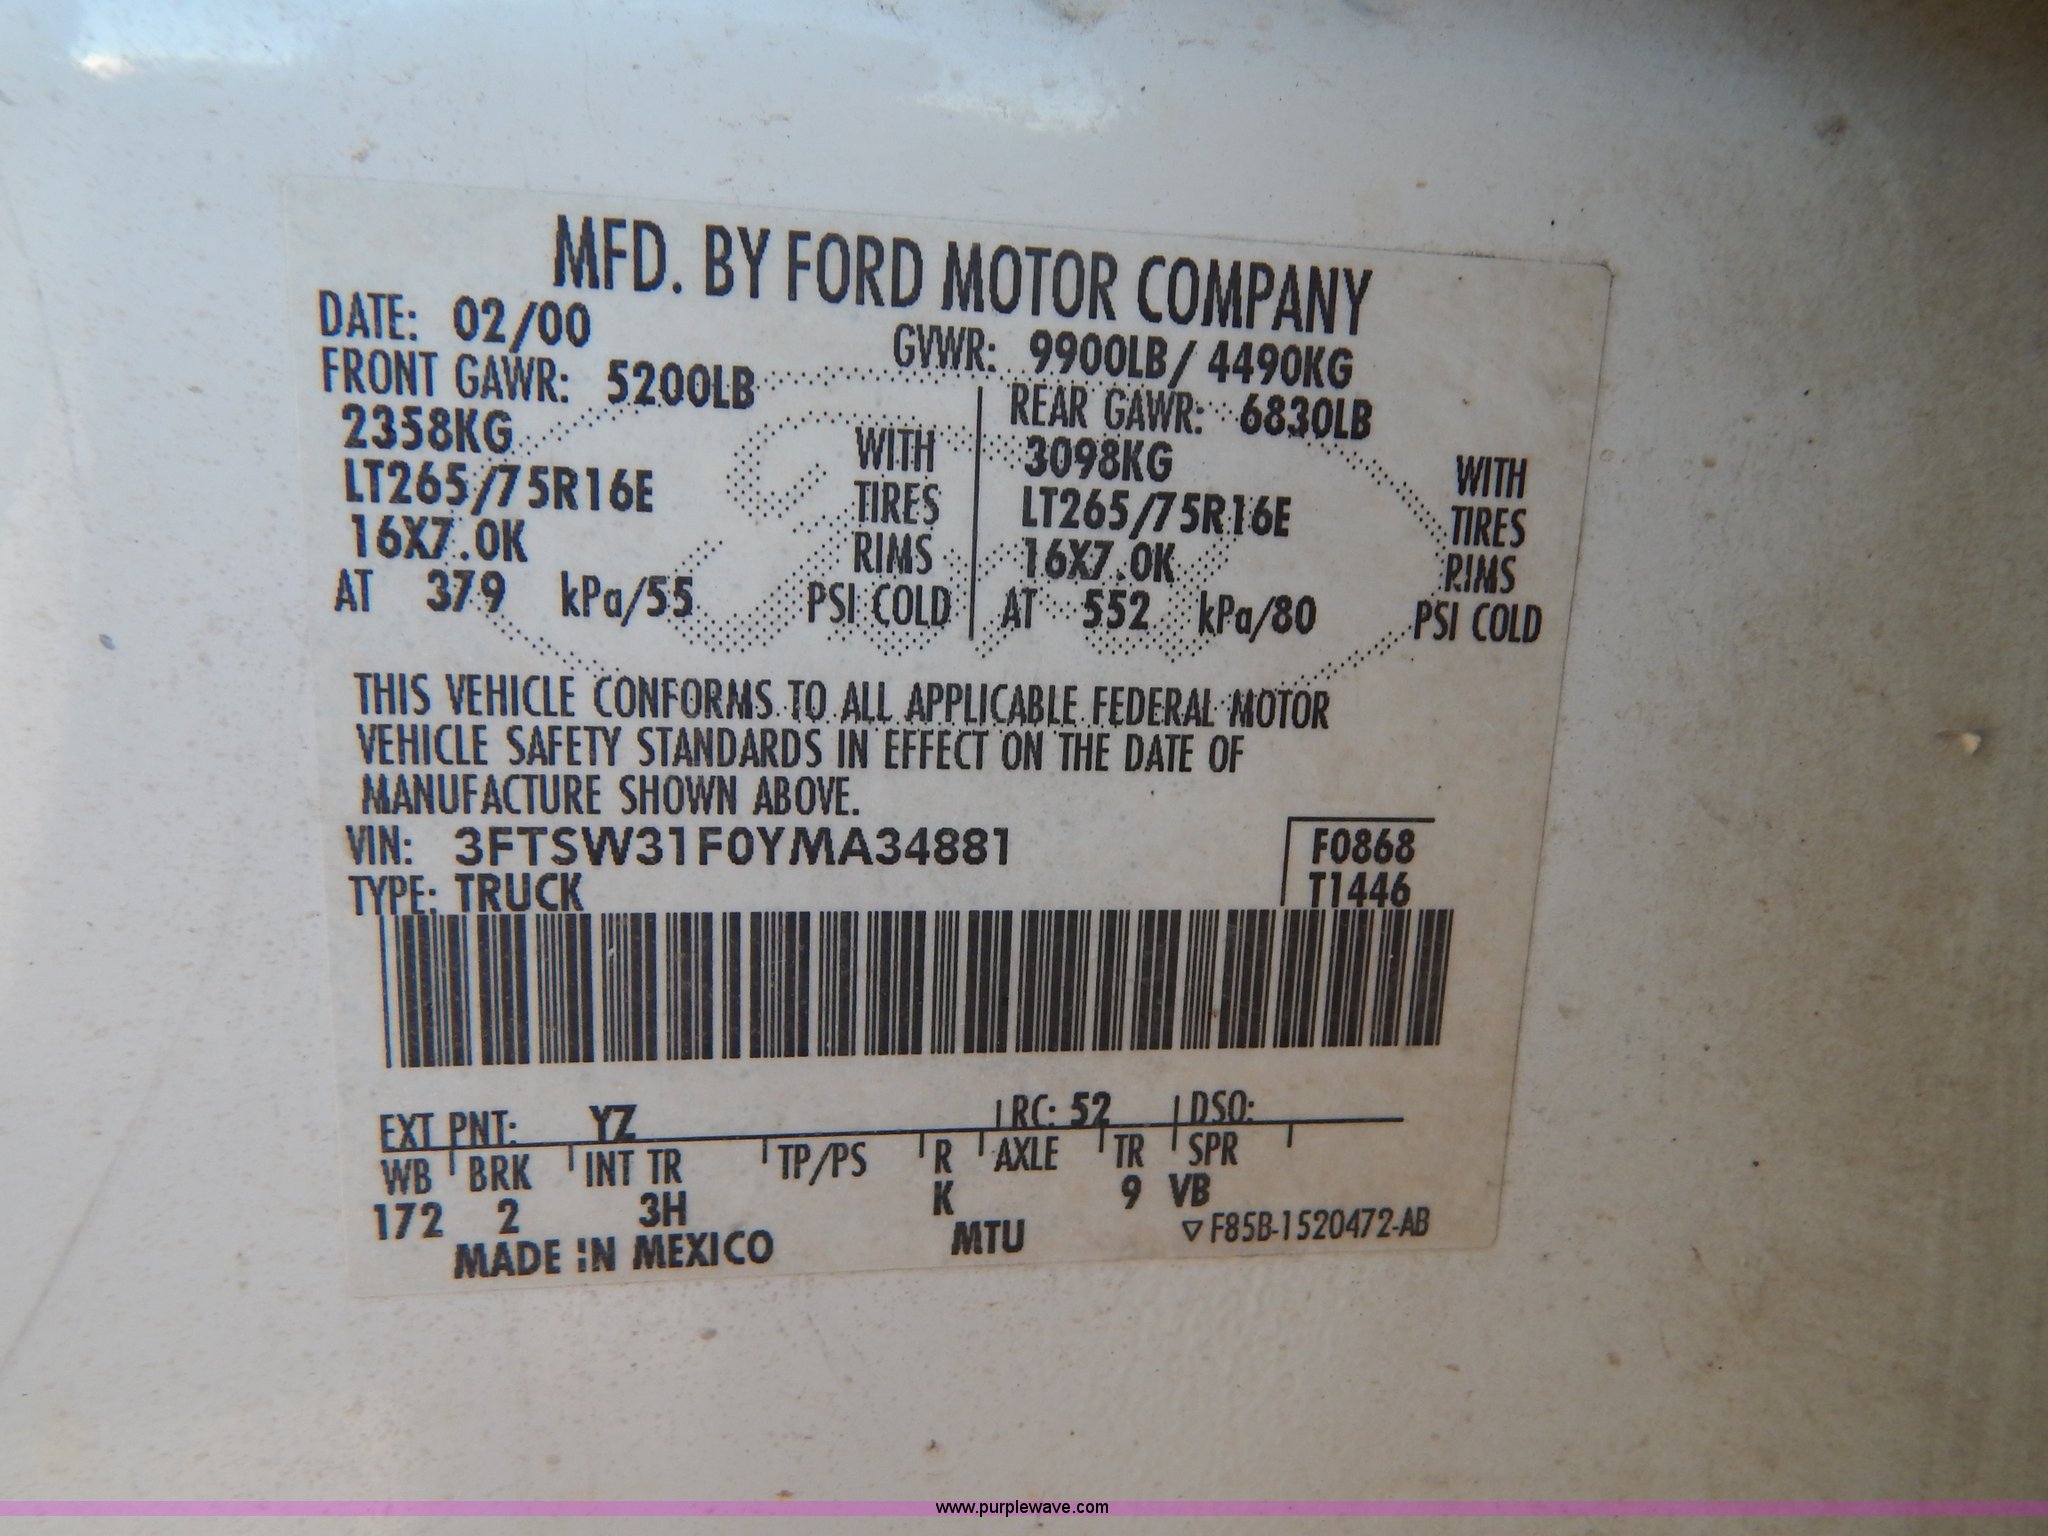 MFD. BY FORD MOTOR COMPANY
DATE: 02/00
GVWR: 9900LB/ 4490KG
FRONT GAWR: 5200LB
2358KG
LT265/75R16E
16X7.0K
AT 379 kPa/55
WITH
TIRES
RIMS
PSI COLD
REAR GAWR: 6830LB
3098KG
LT265/75R16E
16X7.0K
AT 552 kPa/80
WITH
TIRES
RIMS
PSI COLD
THIS VEHICLE CONFORMS TO ALL APPLICABLE FEDERAL MOTOR
VEHICLE SAFETY STANDARDS IN EFFECT ON THE DATE OF
MANUFACTURE SHOWN ABOVE.
VIN: 3FTSW31F0YMA34881
F0868
TYPE: TRUCK
T1446
EXT PNT: YZ RC: 52 DSO:
WB BRK INT TR TP/PS R AXLE TR SPR
172 2 3H K 9 VB
MADE IN MEXICO MTU ▽F85B-1520472-AB
Ford
www.purplewave.com